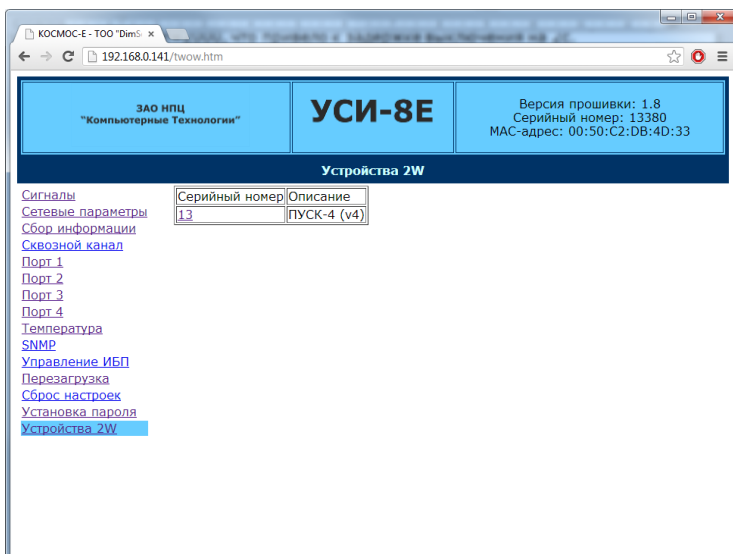 КОСМОС-Е - ТОО "DimS
192.168.0.141/twow.htm
ЗАО НПЦ
"Компьютерные Технологии"
УСИ-8Е
Версия прошивки: 1.8
Серийный номер: 13380
MAC-адрес: 00:50:C2:DB:4D:33
Устройства 2W
Сигналы
Сетевые параметры
Сбор информации
Сквозной канал
Порт 1
Порт 2
Порт 3
Порт 4
Температура
SNMP
Управление ИБП
Перезагрузка
Сброс настроек
Установка пароля
Устройства 2W
Серийный номер Описание
13 ПУСК-4 (v4)